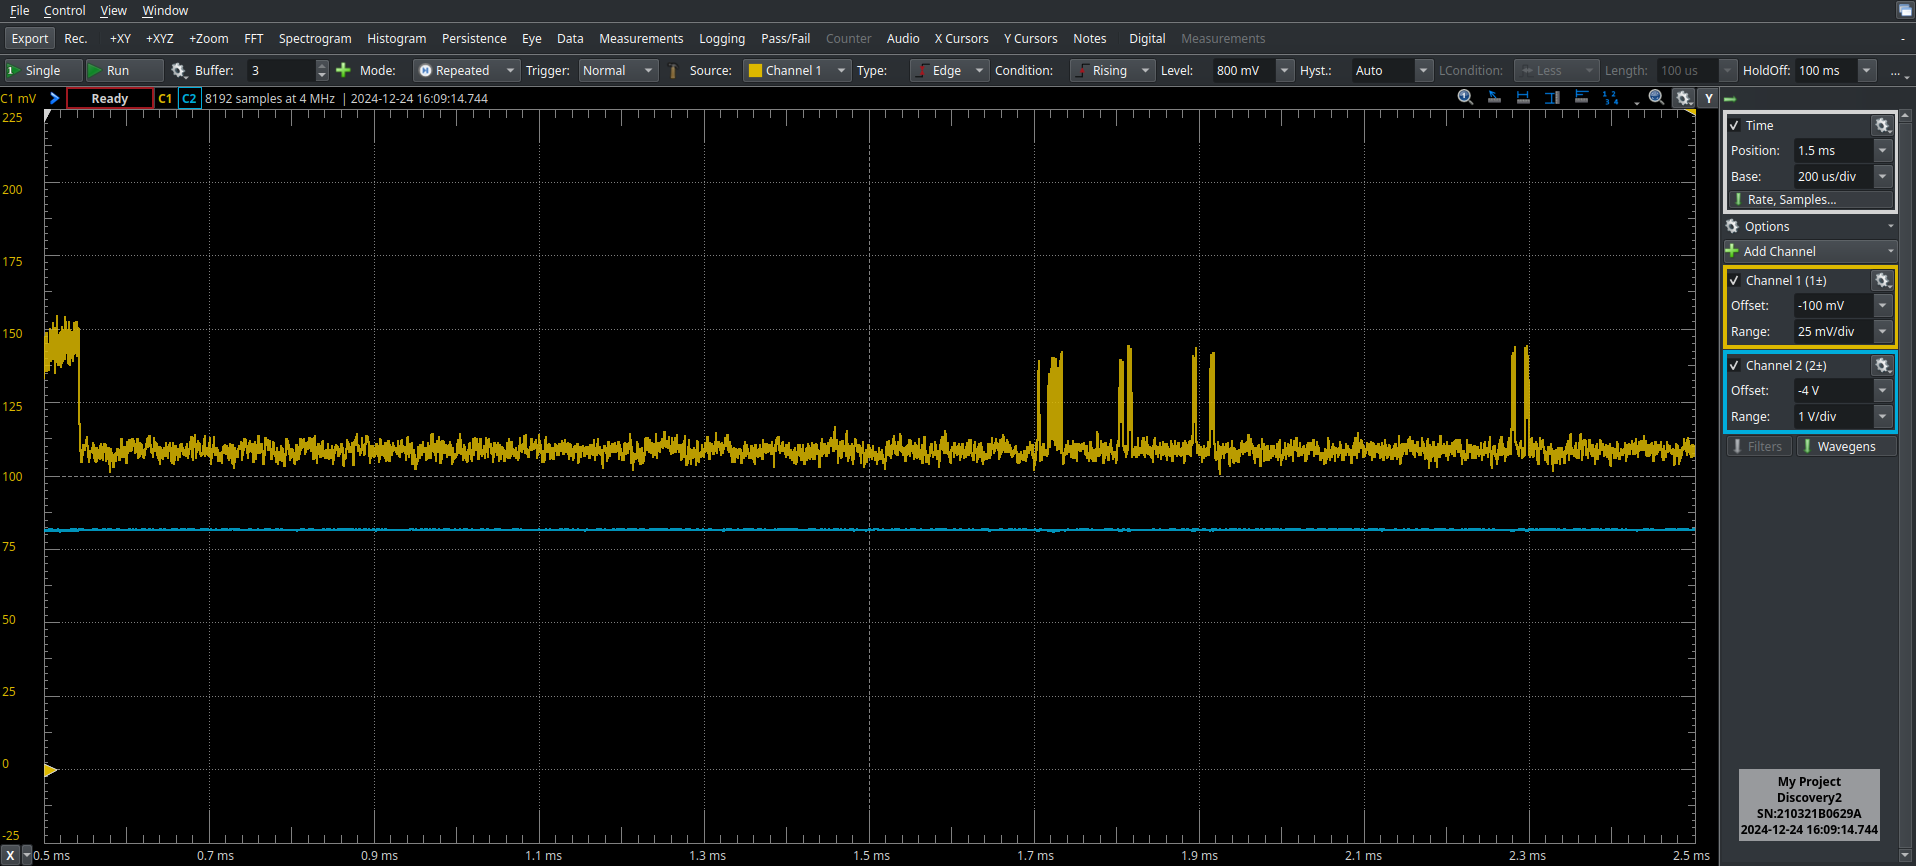 File Control View Window
Export Rec. +XY +XYZ +Zoom FFT Spectrogram Histogram Persistence Eye Data Measurements Logging Pass/Fail Counter Audio X Cursors Y Cursors Notes Digital Measurements
1 Single Run Buffer: 3 Mode: Repeated Trigger: Normal Source: Channel 1 Type: Edge Condition: Rising Level: 800 mV Hyst.: Auto LCondition: Less Length: 100 us HoldOff: 100 ms ...
C1 mV Ready C1 C2 8192 samples at 4 MHz | 2024-12-24 16:09:14.744 Y
225
200
175
150
125
100
75
50
25
0
-25
X 0.5 ms 0.7 ms 0.9 ms 1.1 ms 1.3 ms 1.5 ms 1.7 ms 1.9 ms 2.1 ms 2.3 ms 2.5 ms
Time
Position: 1.5 ms
Base: 200 us/div
Rate, Samples...
Options
Add Channel
Channel 1 (1±)
Offset: -100 mV
Range: 25 mV/div
Channel 2 (2±)
Offset: -4 V
Range: 1 V/div
Filters Wavegens
My Project
Discovery2
SN:210321B0629A
2024-12-24 16:09:14.744